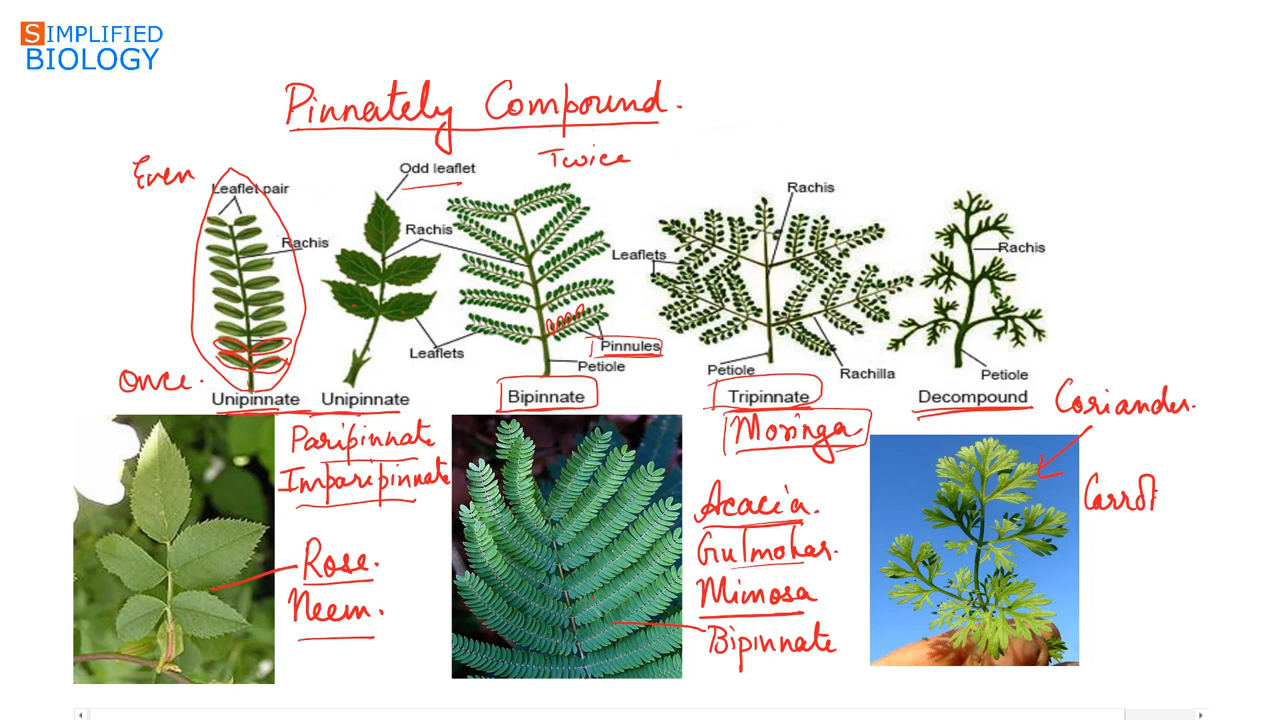 SIMPLIFIED
BIOLOGY
Pinnately Compound.
Even
Twice
Odd leaflet
Leaflet pair
Rachis
Rachis
Rachis
Leaflets
Rachis
Leaflets
Pinnules
Petiole
Petiole
Rachilla
Petiole
Once.
Unipinnate
Unipinnate
Bipinnate
Tripinnate
Decompound
Coriander.
Paripinnate
Imparipinnate
Moringa
Carrot
Rose.
Neem.
Acacia.
Gulmohar.
Mimosa
Bipinnate